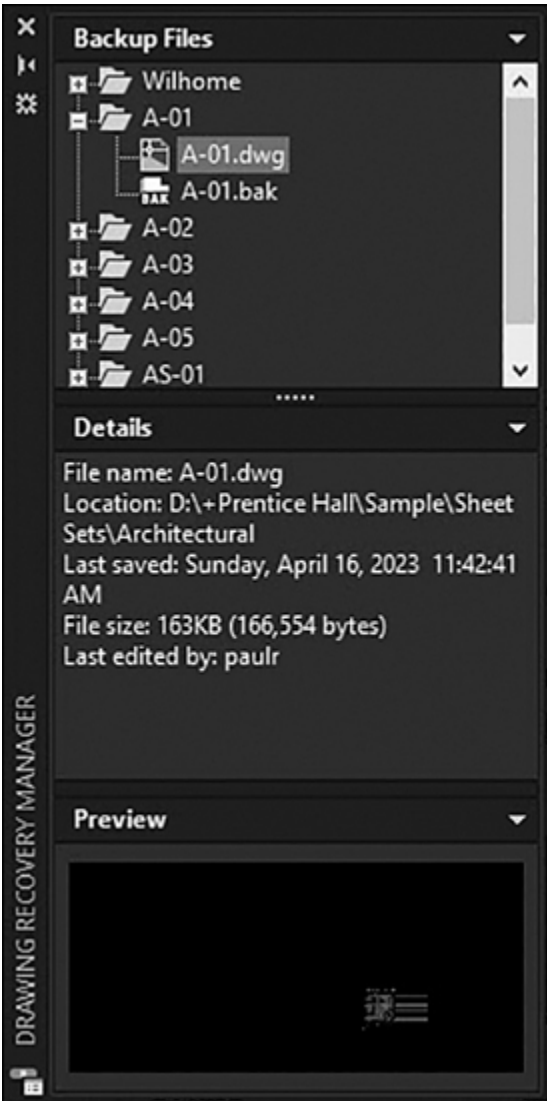 Backup Files
Wilhome
A-01
A-01.dwg
BAK A-01.bak
A-02
A-03
A-04
A-05
AS-01
Details
File name: A-01.dwg
Location: D:\+Prentice Hall\Sample\Sheet
Sets\Architectural
Last saved: Sunday, April 16, 2023 11:42:41
AM
File size: 163KB (166,554 bytes)
Last edited by: paulr
Preview
DRAWING RECOVERY MANAGER